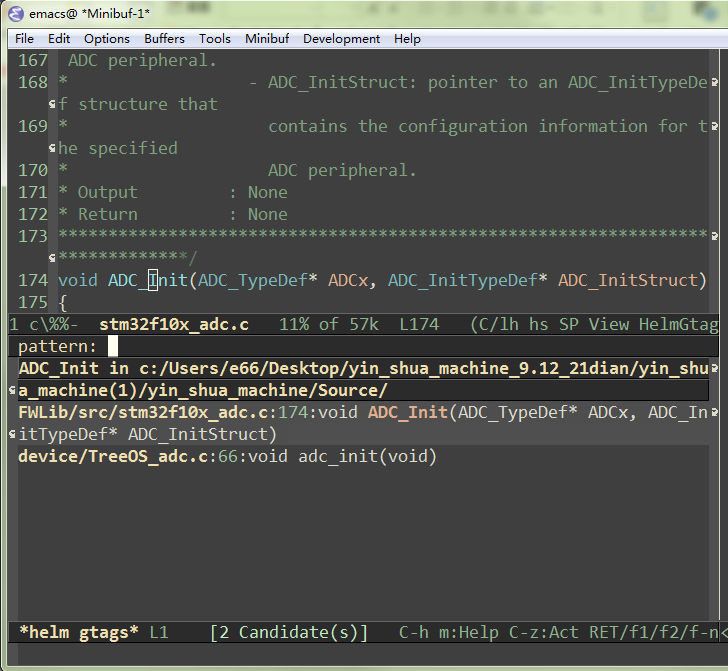 emacs@ *Minibuf-1*
File Edit Options Buffers Tools Minibuf Development Help
167 ADC peripheral.
168 * - ADC_InitStruct: pointer to an ADC_InitTypeDe
f structure that
169 * contains the configuration information for t
he specified
170 * ADC peripheral.
171 * Output : None
172 * Return : None
173 ********************************************************************
*************/
174 void ADC_Init(ADC_TypeDef* ADCx, ADC_InitTypeDef* ADC_InitStruct)
175 {
1 c\%%- stm32f10x_adc.c 11% of 57k L174 (C/lh hs SP View HelmGtag
pattern:
ADC_Init in c:/Users/e66/Desktop/yin_shua_machine_9.12_21dian/yin_shu
a_machine(1)/yin_shua_machine/Source/
FWLib/src/stm32f10x_adc.c:174:void ADC_Init(ADC_TypeDef* ADCx, ADC_In
itTypeDef* ADC_InitStruct)
device/TreeOS_adc.c:66:void adc_init(void)
*helm gtags* L1 [2 Candidate(s)] C-h m:Help C-z:Act RET/f1/f2/f-n<